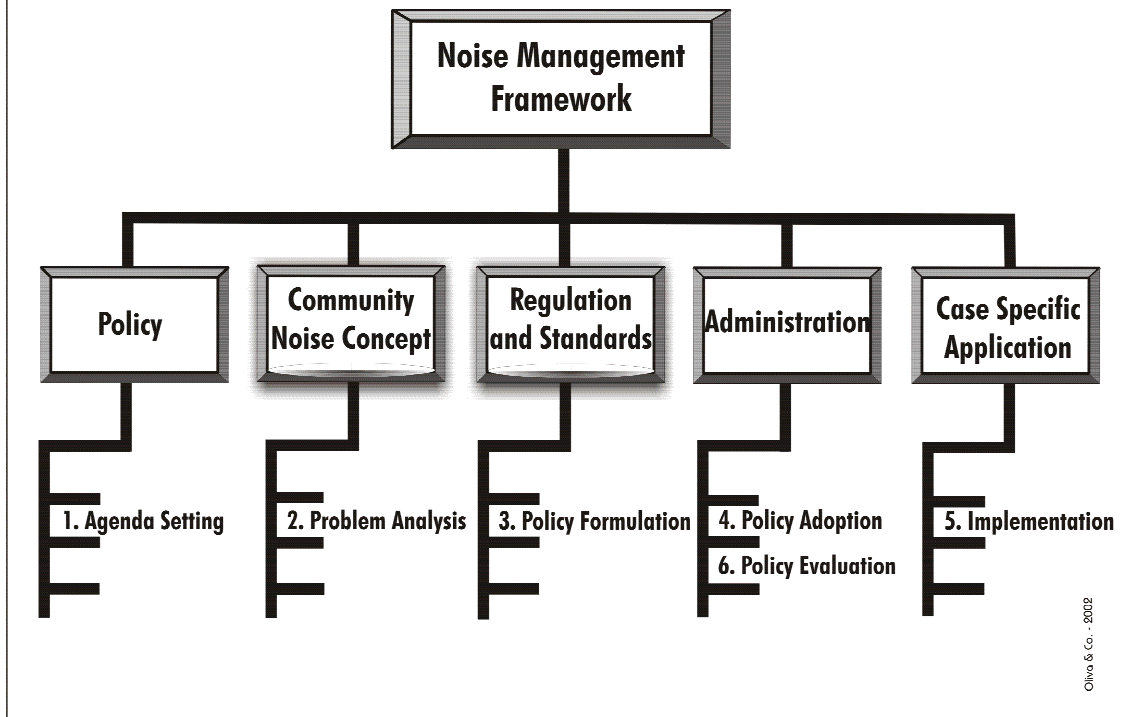 Noise Management
Framework
Policy
Community
Noise Concept
Regulation
and Standards
Administration
Case Specific
Application
1. Agenda Setting
2. Problem Analysis
3. Policy Formulation
4. Policy Adoption
6. Policy Evaluation
5. Implementation
Oliva & Co. - 2002